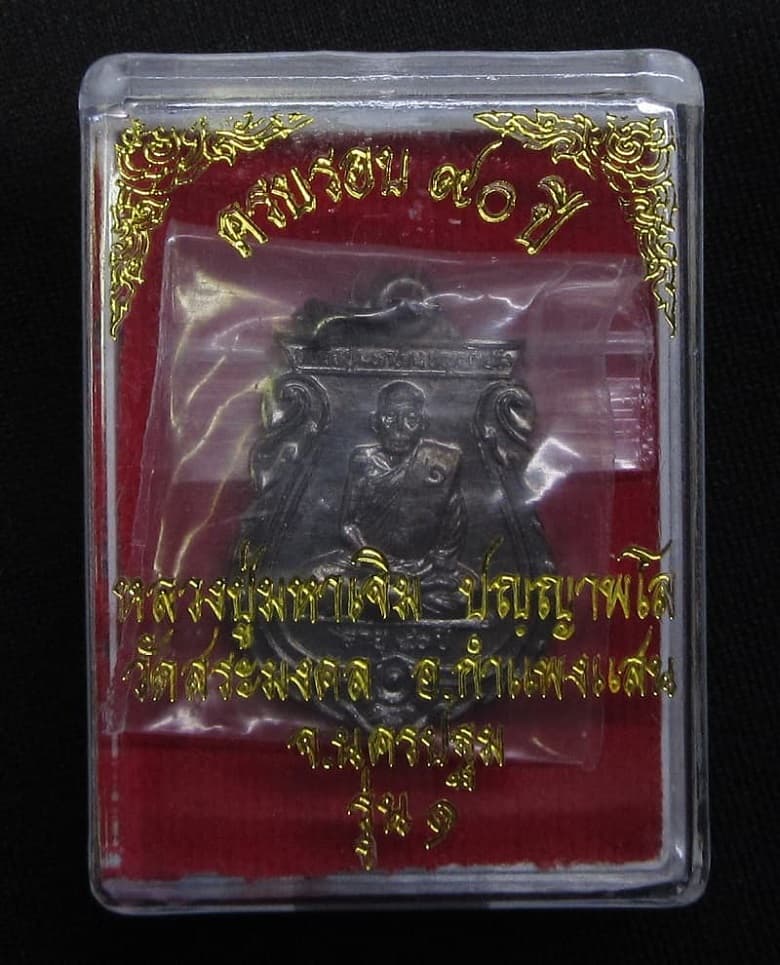 ครบรอบ ๙๐ ปี
หลวงปู่มหาเจิม ปญฺญาพโล
วัดสระมงคล อ.กำแพงแสน
จ.นครปฐม
รุ่น ๑